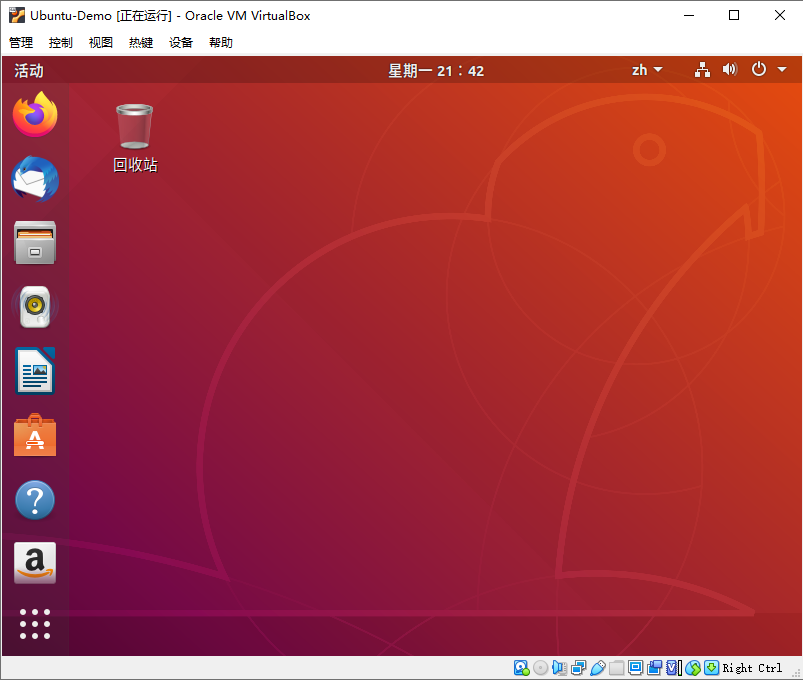 Ubuntu-Demo [正在运行] - Oracle VM VirtualBox
管理 控制 视图 热键 设备 帮助
活动 星期一 21：42 zh
回收站
Right Ctrl